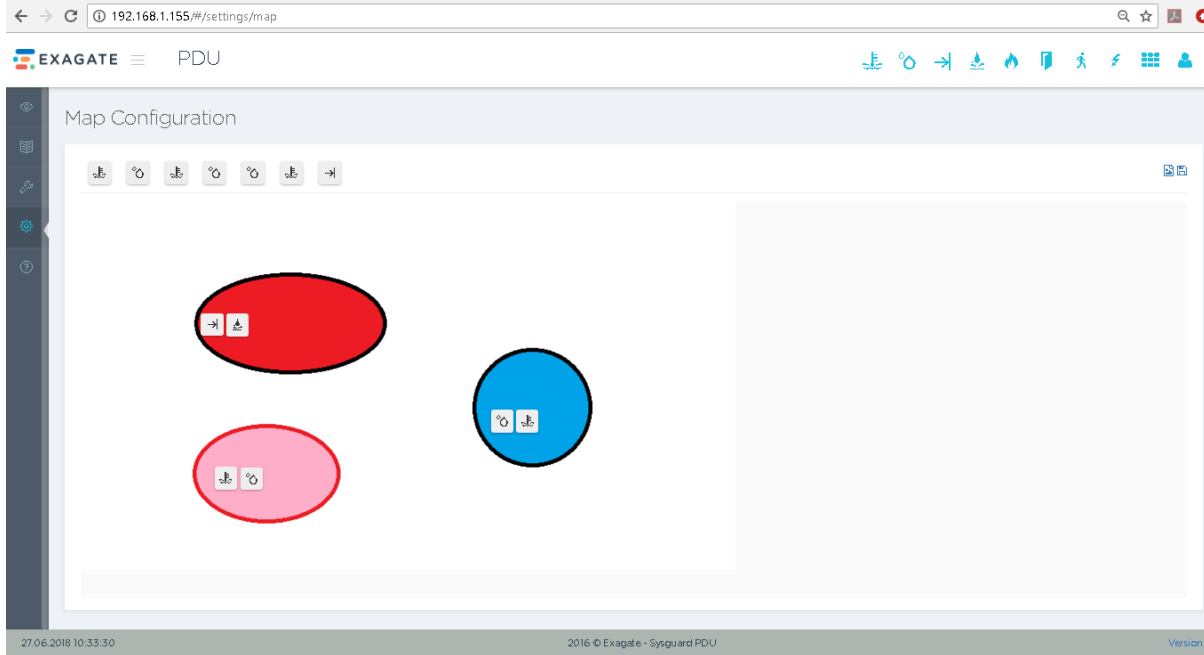 192.168.1.155/#/settings/map
EXAGATE
PDU
Map Configuration
27.06.2018 10:33:30
2016 © Exagate - Sysguard PDU
Version